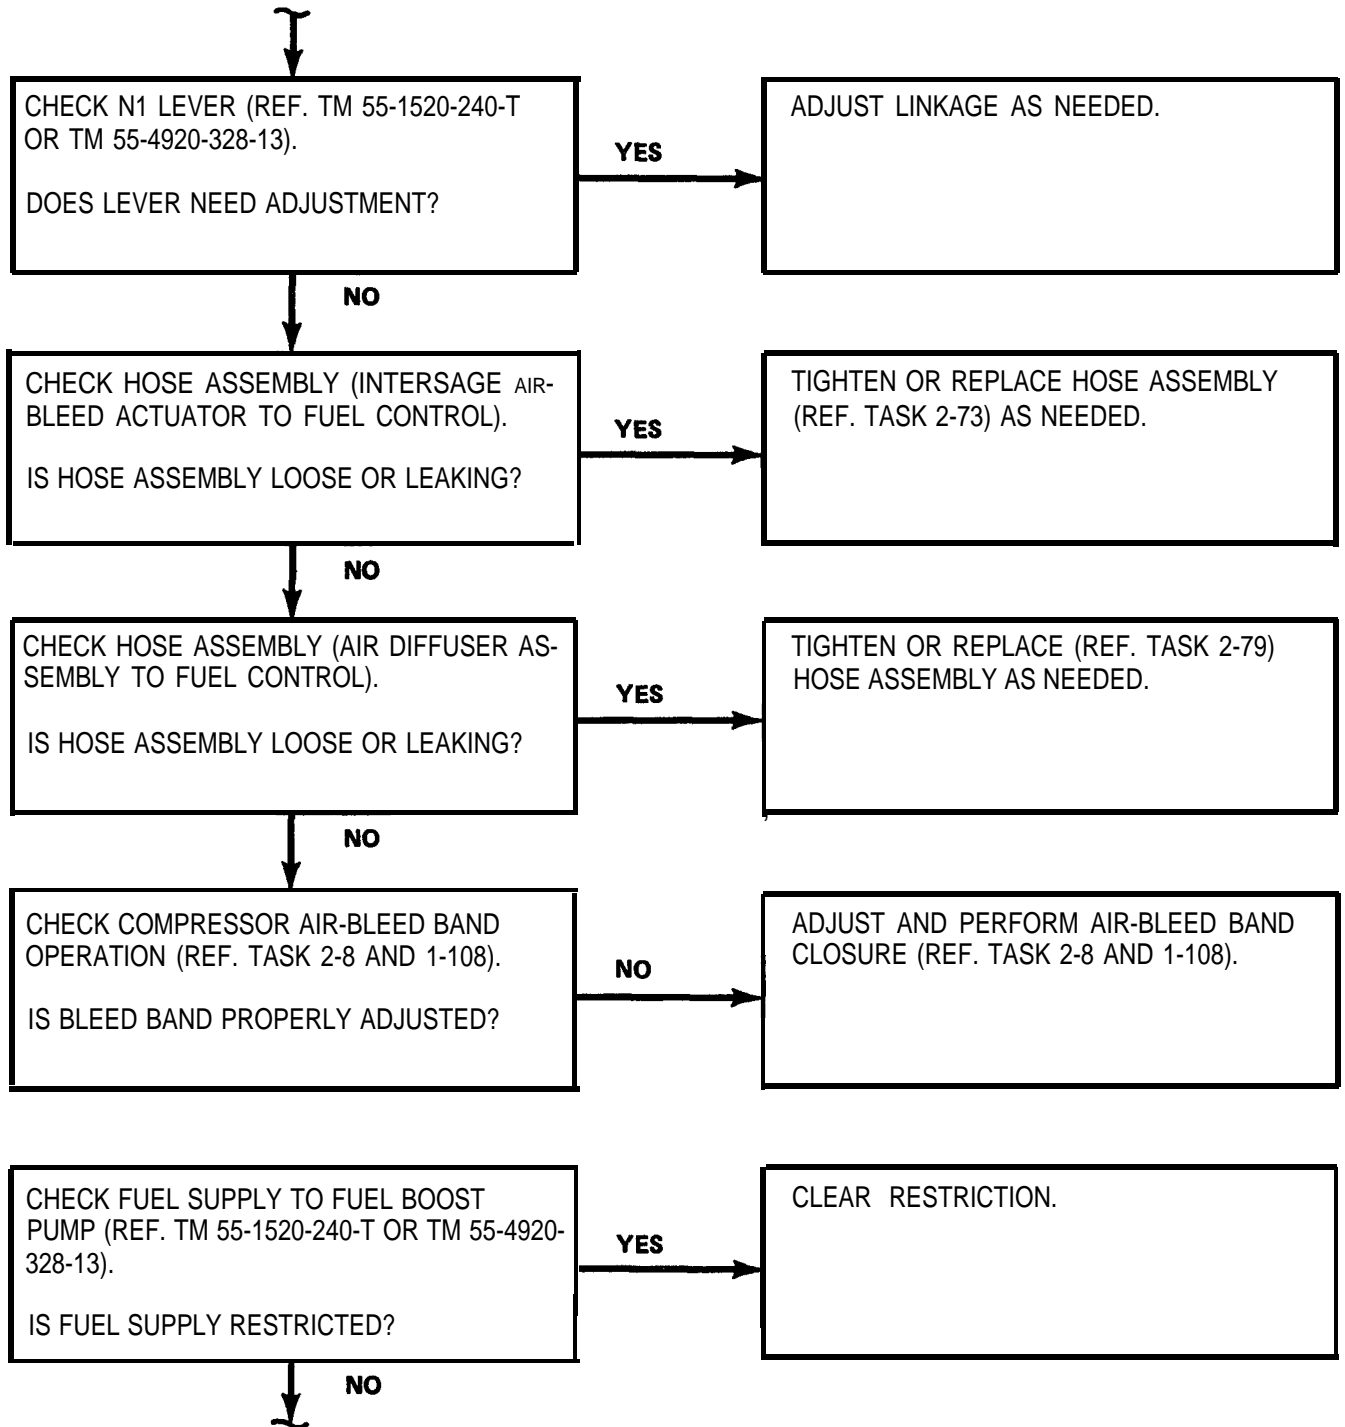 CHECK N1 LEVER (REF. TM 55-1520-240-T
OR TM 55-4920-328-13).
DOES LEVER NEED ADJUSTMENT?
YES
ADJUST LINKAGE AS NEEDED.
NO
CHECK HOSE ASSEMBLY (INTERSAGE AIR-
BLEED ACTUATOR TO FUEL CONTROL).
IS HOSE ASSEMBLY LOOSE OR LEAKING?
YES
TIGHTEN OR REPLACE HOSE ASSEMBLY
(REF. TASK 2-73) AS NEEDED.
NO
CHECK HOSE ASSEMBLY (AIR DIFFUSER AS-
SEMBLY TO FUEL CONTROL).
IS HOSE ASSEMBLY LOOSE OR LEAKING?
YES
TIGHTEN OR REPLACE (REF. TASK 2-79)
HOSE ASSEMBLY AS NEEDED.
NO
CHECK COMPRESSOR AIR-BLEED BAND
OPERATION (REF. TASK 2-8 AND 1-108).
IS BLEED BAND PROPERLY ADJUSTED?
NO
ADJUST AND PERFORM AIR-BLEED BAND
CLOSURE (REF. TASK 2-8 AND 1-108).
CHECK FUEL SUPPLY TO FUEL BOOST
PUMP (REF. TM 55-1520-240-T OR TM 55-4920-
328-13).
IS FUEL SUPPLY RESTRICTED?
YES
CLEAR RESTRICTION.
NO